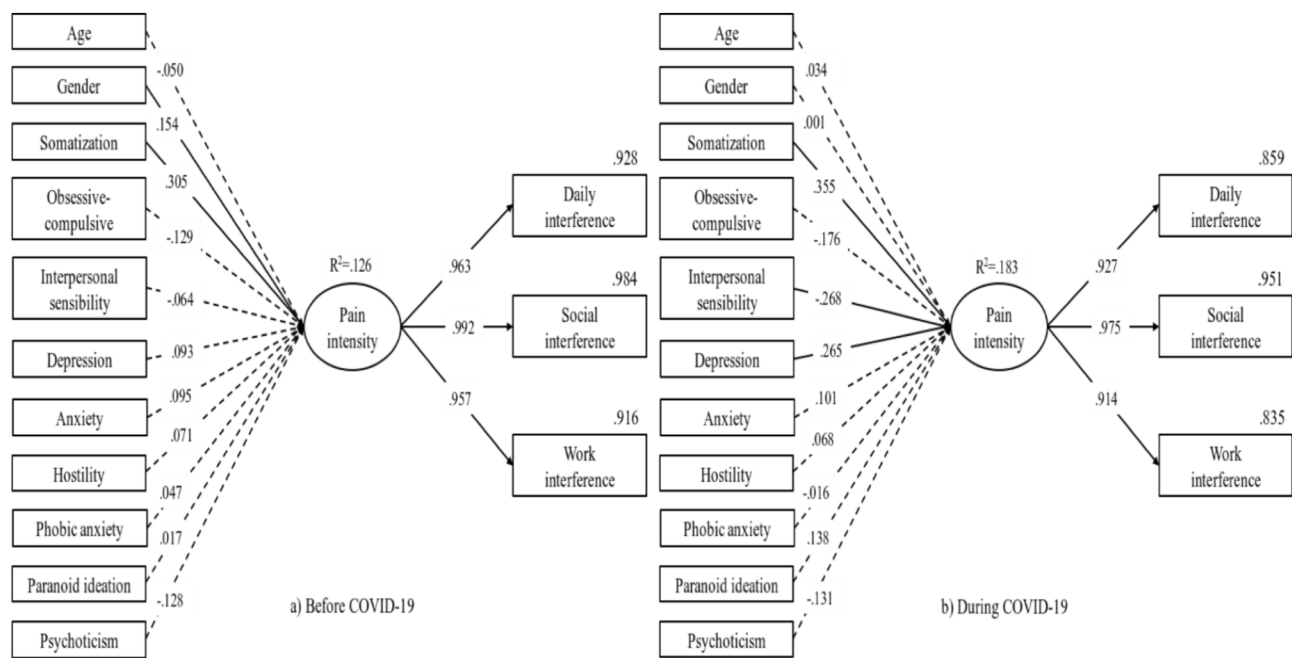 Age
Gender
Somatization
Obsessive-
compulsive
Interpersonal
sensibility
Depression
Anxiety
Hostility
Phobic anxiety
Paranoid ideation
Psychoticism
-.050
.154
.305
-.129
-.064
.093
.095
.071
.047
.017
-.128
R²=.126
Pain
intensity
.963
.992
.957
.928
Daily
interference
.984
Social
interference
.916
Work
interference
a) Before COVID-19
Age
Gender
Somatization
Obsessive-
compulsive
Interpersonal
sensibility
Depression
Anxiety
Hostility
Phobic anxiety
Paranoid ideation
Psychoticism
.034
.001
.355
-.176
-.268
.265
.101
.068
-.016
.138
-.131
R²=.183
Pain
intensity
.927
.975
.914
.859
Daily
interference
.951
Social
interference
.835
Work
interference
b) During COVID-19